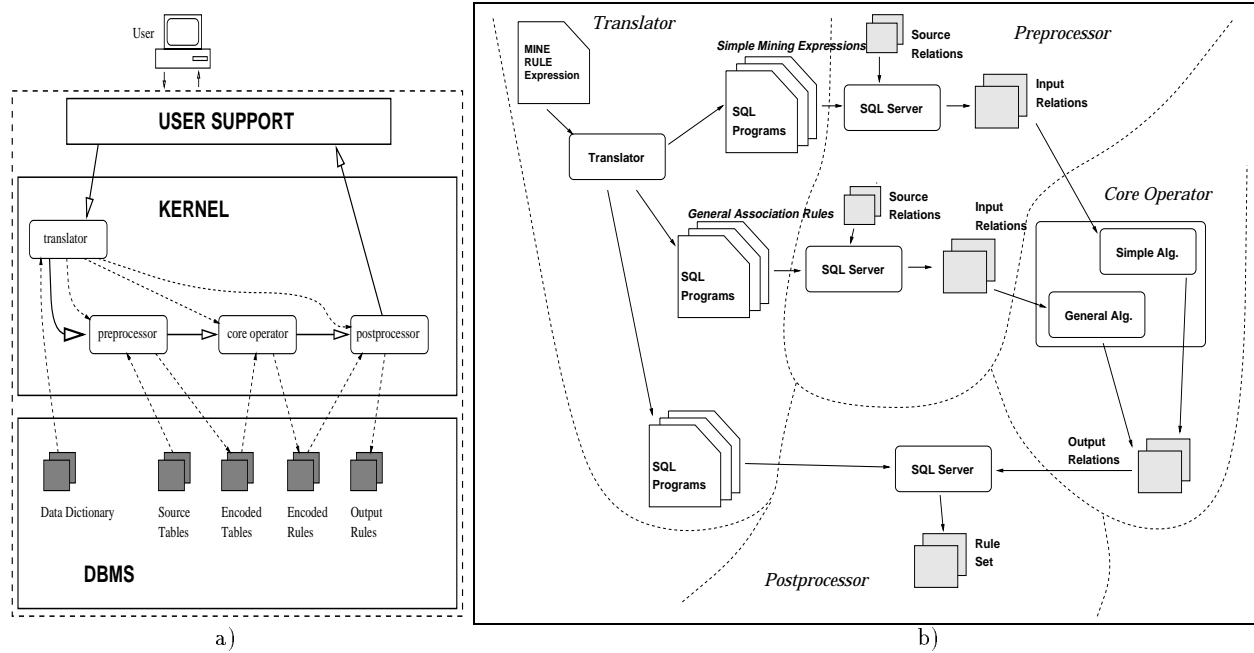 User
USER SUPPORT
KERNEL
translator
preprocessor
core operator
postprocessor
Data Dictionary
Source
Tables
Encoded
Tables
Encoded
Rules
Output
Rules
DBMS
a)
Translator
MINE
RULE
Expression
Simple Mining Expressions
Source
Relations
Preprocessor
SQL
Programs
SQL Server
Input
Relations
Translator
General Association Rules
Source
Relations
Input
Relations
Core Operator
SQL
Programs
SQL Server
Simple Alg.
General Alg.
SQL
Programs
SQL Server
Output
Relations
Rule
Set
Postprocessor
b)